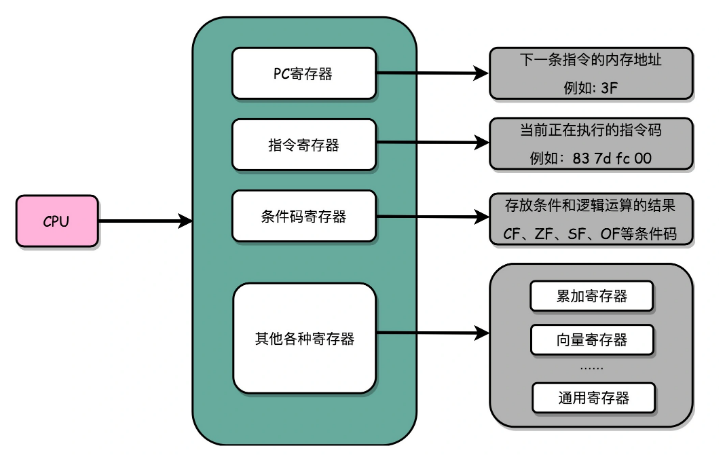 CPU
PC寄存器
下一条指令的内存地址
例如: 3F
指令寄存器
当前正在执行的指令码
例如: 83 7d fc 00
条件码寄存器
存放条件和逻辑运算的结果
CF、ZF、SF、OF等条件码
其他各种寄存器
累加寄存器
向量寄存器
......
通用寄存器